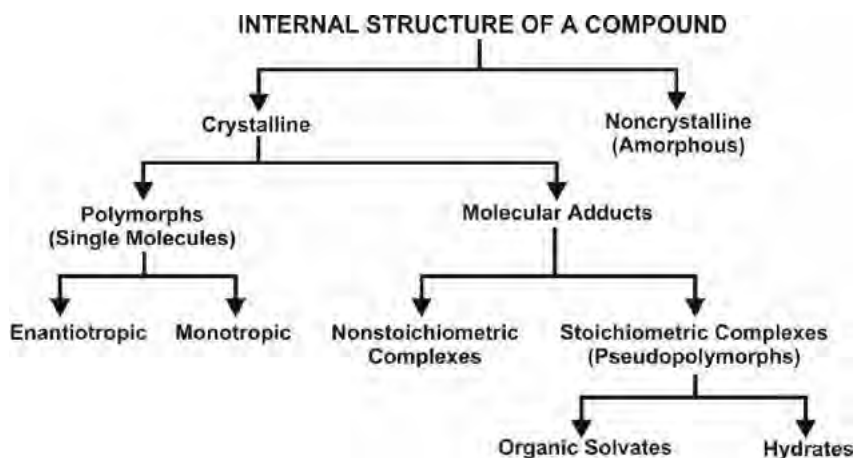 INTERNAL STRUCTURE OF A COMPOUND
Crystalline
Noncrystalline
(Amorphous)
Polymorphs
(Single Molecules)
Molecular Adducts
Enantiotropic
Monotropic
Nonstoichiometric
Complexes
Stoichiometric Complexes
(Pseudopolymorphs)
Organic Solvates
Hydrates